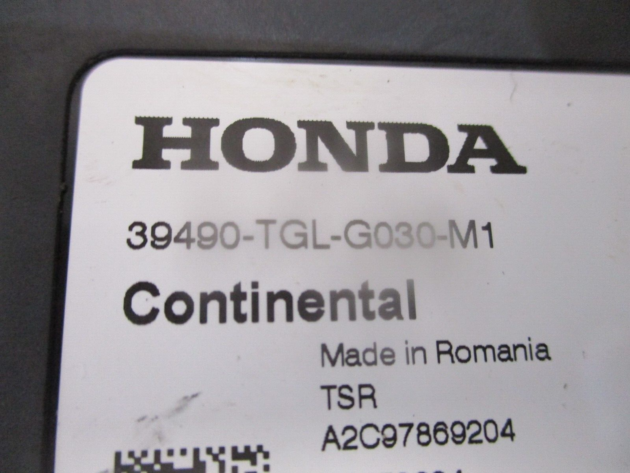 HONDA
39490-TGL-G030-M1
Continental
Made in Romania
TSR
A2C97869204